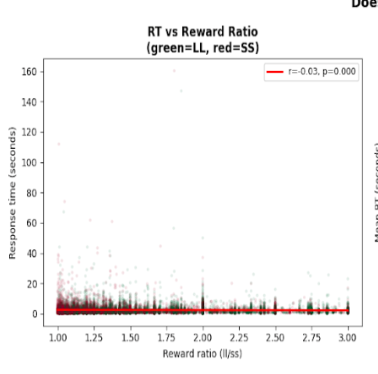 Doe
RT vs Reward Ratio
(green=LL, red=SS)
r=-0.03, p=0.000
160
140
120
100
80
60
40
20
0
Response time (seconds)
1.00 1.25 1.50 1.75 2.00 2.25 2.50 2.75 3.00
Reward ratio (ll/ss)
Mean RT (seconds)